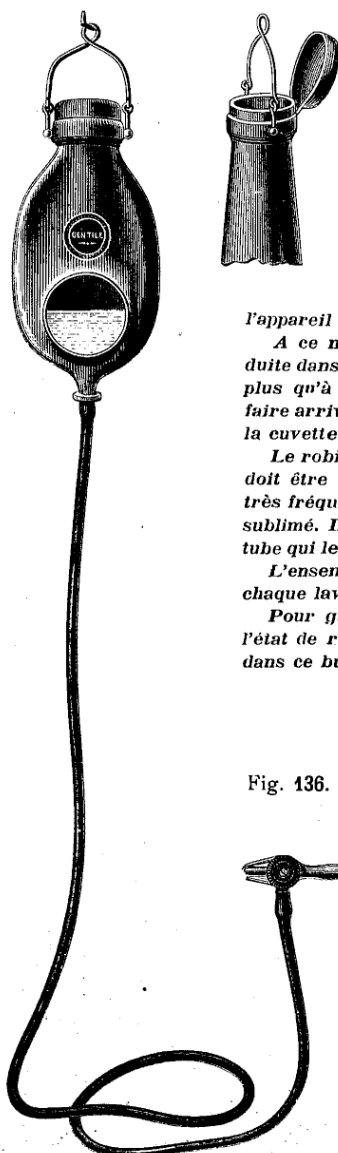 GENTILE
l'appareil
A ce m
duite dans
plus qu'à
faire arriv
la cuvette
Le robi
doit être
très fréqu
sublimé. I
tube qui le
L'ensen
chaque lav
Pour g
l'état de r
dans ce bu
Fig. 136.